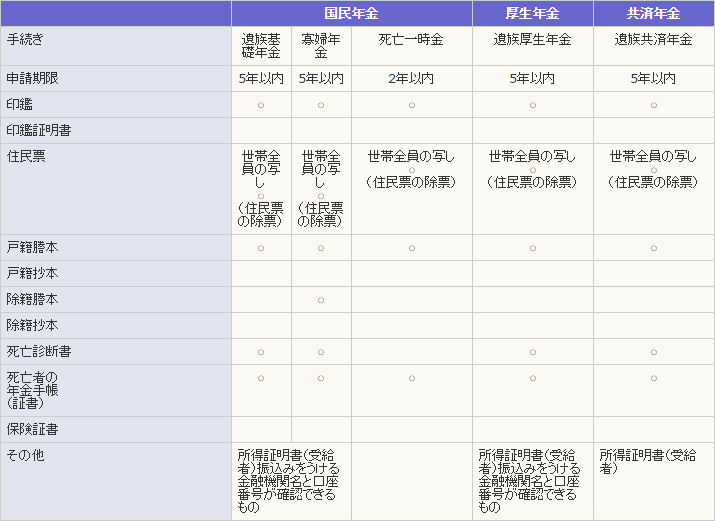 国民年金 厚生年金 共済年金
手続き 遺族基礎年金 寡婦年金 死亡一時金 遺族厚生年金 遺族共済年金
申請期限 5年以内 5年以内 2年以内 5年以内 5年以内
印鑑 ○ ○ ○ ○ ○
印鑑証明書
住民票 世帯全員の写し○(住民票の除票) 世帯全員の写し○(住民票の除票) 世帯全員の写し○(住民票の除票) 世帯全員の写し○(住民票の除票) 世帯全員の写し○(住民票の除票)
戸籍謄本 ○ ○ ○ ○ ○
戸籍抄本
除籍謄本 ○
除籍抄本
死亡診断書 ○ ○ ○ ○
死亡者の年金手帳(証書) ○ ○ ○ ○ ○
保険証書
その他 所得証明書(受給者)振込みをうける金融機関名と口座番号が確認できるもの 所得証明書(受給者)振込みをうける金融機関名と口座番号が確認できるもの 所得証明書(受給者)